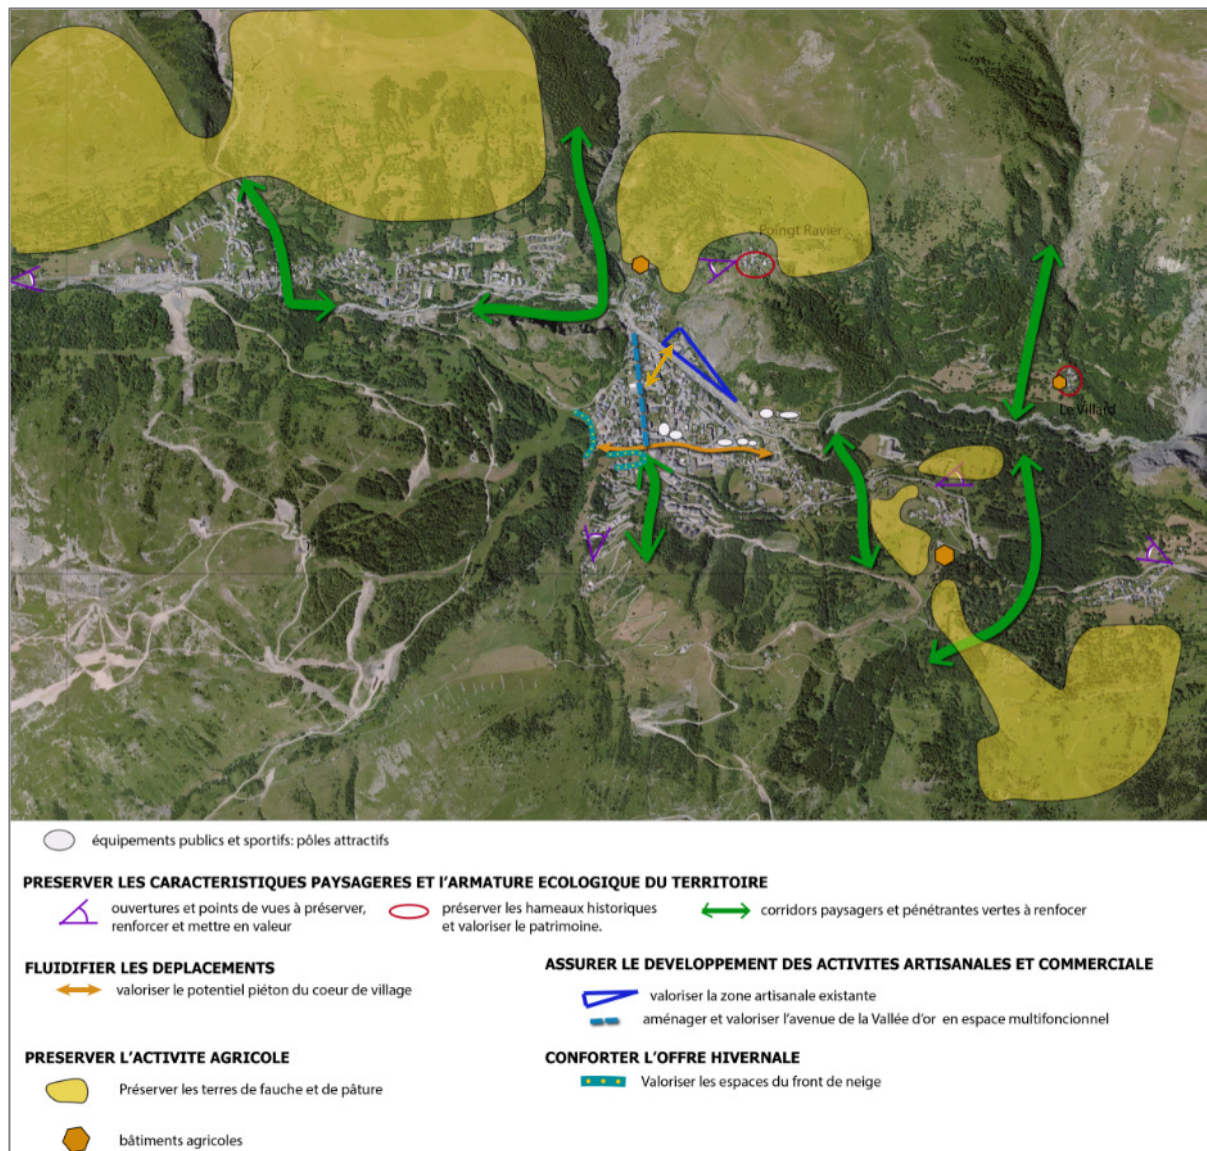 Poingt Ravier
Le Villard
équipements publics et sportifs: pôles attractifs
PRESERVER LES CARACTERISTIQUES PAYSAGERES ET l'ARMATURE ECOLOGIQUE DU TERRITOIRE
ouvertures et points de vues à préserver,
renforcer et mettre en valeur
préserver les hameaux historiques
et valoriser le patrimoine.
corridors paysagers et pénétrantes vertes à renfocer
FLUIDIFIER LES DEPLACEMENTS
valoriser le potentiel piéton du coeur de village
ASSURER LE DEVELOPPEMENT DES ACTIVITES ARTISANALES ET COMMERCIALE
valoriser la zone artisanale existante
aménager et valoriser l'avenue de la Vallée d'or en espace multifoncionnel
PRESERVER L'ACTIVITE AGRICOLE
Préserver les terres de fauche et de pâture
bâtiments agricoles
CONFORTER L'OFFRE HIVERNALE
Valoriser les espaces du front de neige